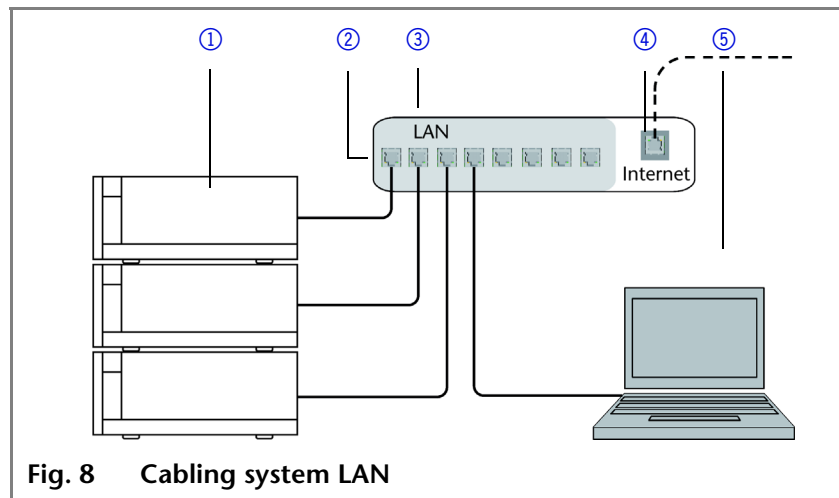 ① ② ③ ④ ⑤
LAN
Internet
Fig. 8 Cabling system LAN